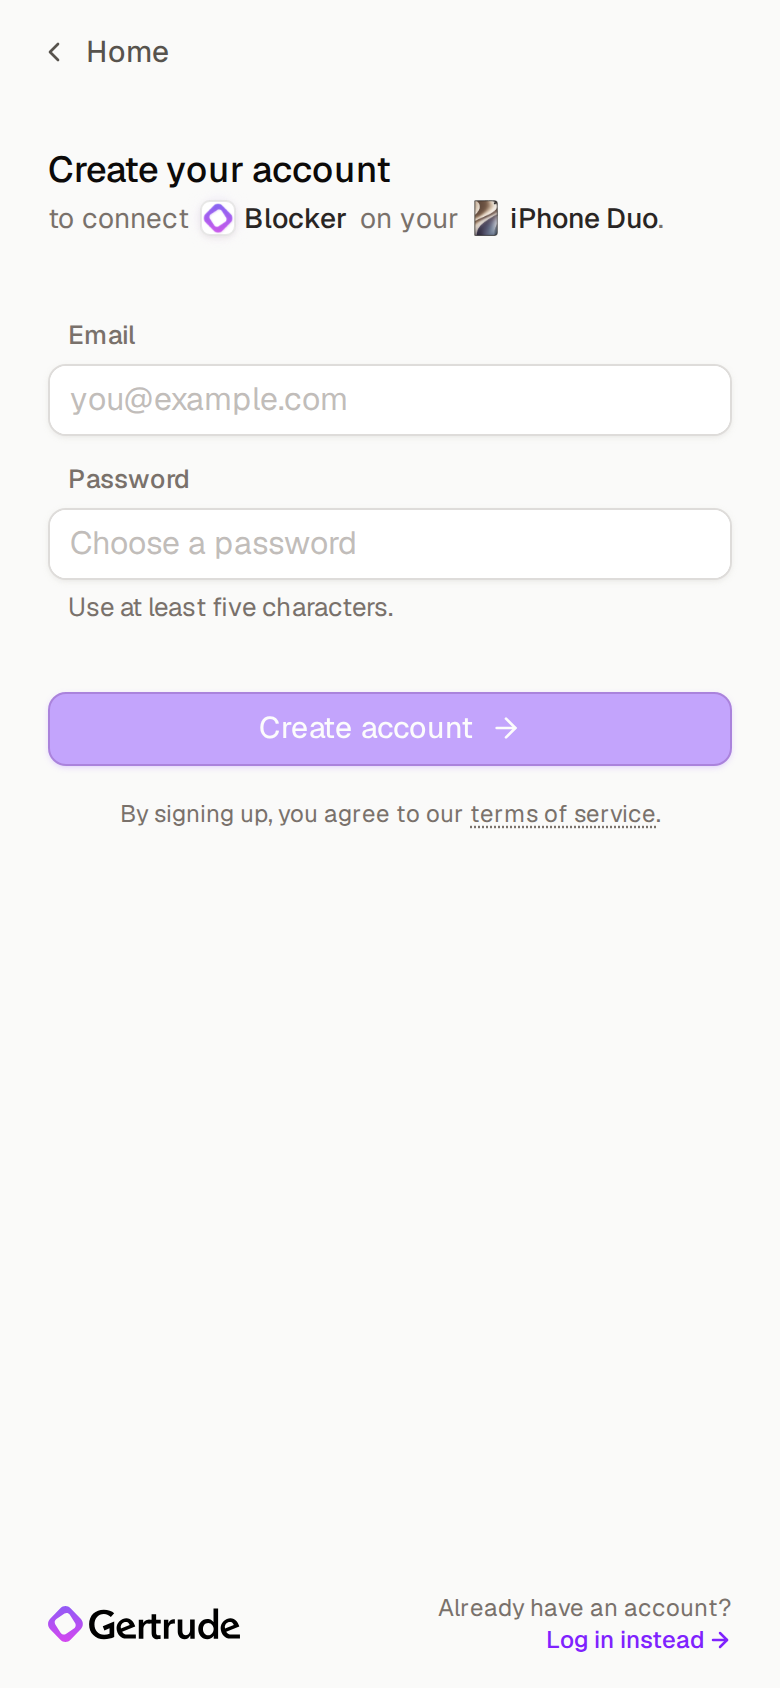 Home
Create your account
to connect Blocker on your iPhone Duo.
Email
you@example.com
Password
Choose a password
Use at least five characters.
Create account →
By signing up, you agree to our terms of service.
Gertrude
Already have an account?
Log in instead →